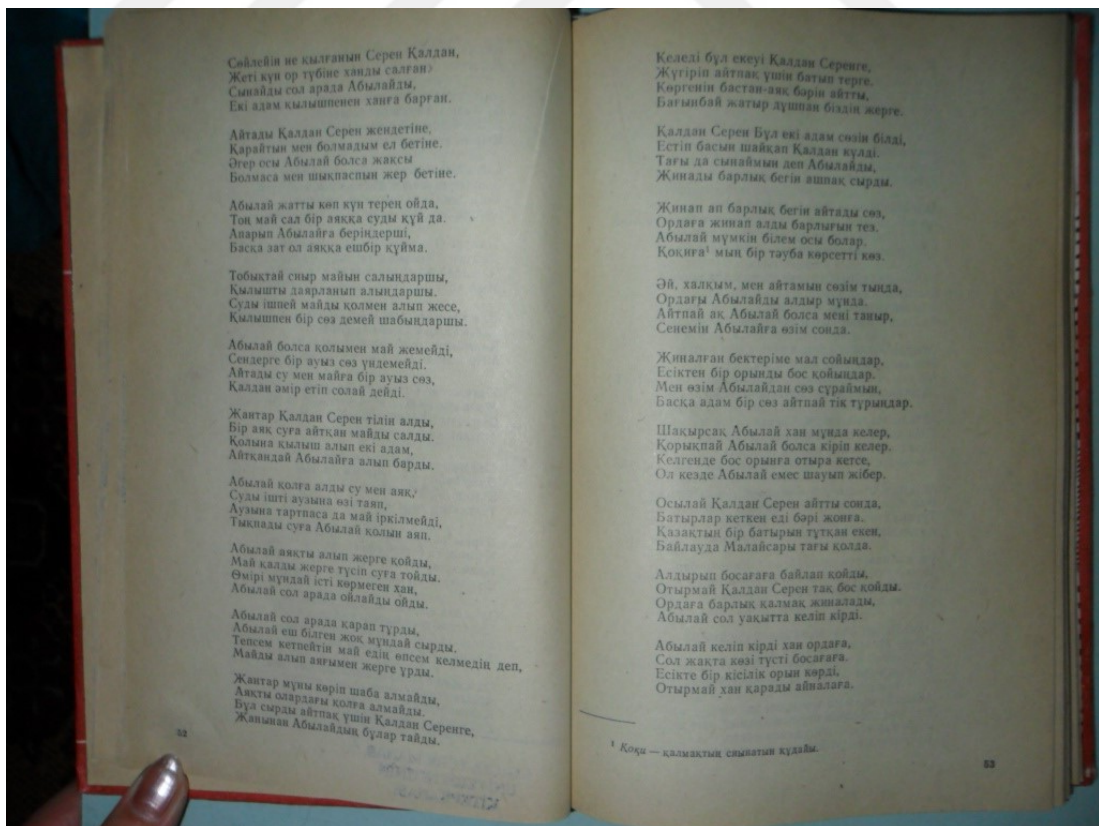 Сөйлейін не қылғанын Серен Қалдан,
Жеті күн ор түбіне ханды салған.
Сынайды сол арада Абылайды,
Екі адам қылышпенен ханға барған.
Айтады Қалдан Серен жендетіне,
Қарайтын мен болмадым ел бетіне.
Әгер осы Абылай болса жақсы
Болмаса мен шықпаспын жер бетіне.
Абылай жатты көп күн терең ойда,
Тоң май сал бір аяққа суды құй да.
Апарып Абылайға беріңдерші,
Басқа зат ол аяққа ешбір құйма.
Тобықтай сиыр майын салыңдаршы,
Қылышты даярланып алыңдаршы.
Суды ішпей майды қолмен алып жесе,
Қылышпен бір сөз демей шабыңдаршы.
Абылай болса қолымен май жемейді,
Сендерге бір ауыз сөз үндемейді.
Айтады су мен майға бір ауыз сөз,
Қалдан әмір етіп солай дейді.
Жантар Қалдан Серен тілін алды,
Бір аяқ суға айтқан майды салды.
Қолына қылыш алып екі адам,
Айтқандай Абылайға алып барды.
Абылай қолға алды су мен аяқ,
Суды ішті аузына өзі таяп,
Аузына тартпаса да май іркілмейді,
Тықпады суға Абылай қолын аяп.
Абылай аяқты алып жерге қойды,
Май қалды жерге түсіп суға тойды.
Өмірі мұндай істі көрмеген хан,
Абылай сол арада ойлайды ойды.
Абылай сол арада қарап тұрды,
Абылай еш білген жоқ мұндай сырды.
Тепсем кетпейтін май едің өпсем келмедің деп,
Майды алып аяғымен жерге ұрды.
Жантар мұны көріп шаба алмайды,
Аяқты олардағы қолға алмайды.
Бұл сырды айтпақ үшін Қалдан Серенге,
Жанынан Абылайдың бұлар тайды.
52
Келеді бұл екеуі Қалдан Серенге,
Жүгіріп айтпақ үшін батып терге.
Көргенін бастан-аяқ бәрін айтты,
Бағынбай жатыр дұшпан біздің жерге.
Қалдан Серен Бұл екі адам сөзін білді,
Естіп басын шайқап Қалдан күлді.
Тағы да сынаймын деп Абылайды,
Жинады барлық бегін ашпақ сырды.
Жинап ап барлық бегін айтады сөз,
Ордаға жинап алды барлығын тез.
Абылай мүмкін білем осы болар.
Қоқиға¹ мың бір тәуба көрсетті көз.
Әй, халқым, мен айтамын сөзім тыңда,
Ордағы Абылайды алдыр мұнда.
Айтпай ақ Абылай болса мені таныр,
Сенемін Абылайға өзім сонда.
Жиналған бектеріме мал сойыңдар,
Есіктен бір орынды бос қойыңдар.
Мен өзім Абылайдан сөз сұраймын,
Басқа адам бір сөз айтпай тік тұрыңдар.
Шақырсақ Абылай хан мұнда келер,
Қорықпай Абылай болса кіріп келер.
Келгенде бос орынға отыра кетсе,
Ол кезде Абылай емес шауып жібер.
Осылай Қалдан Серен айтты сонда,
Батырлар кеткен еді бәрі жонға.
Қазақтың бір батырын тұтқан екен,
Байлауда Малайсары тағы қолда.
Алдырып босағаға байлап қойды,
Отырмай Қалдан Серен тақ бос қойды.
Ордаға барлық қалмақ жиналады,
Абылай сол уақытта келіп кірді.
Абылай келіп кірді хан ордаға,
Сол жақта көзі түсті босағаға.
Есікте бір кісілік орын көрді,
Отырмай хан қарады айналаға.
¹ Қоқи — қалмақтың сиынатын құдайы.
53